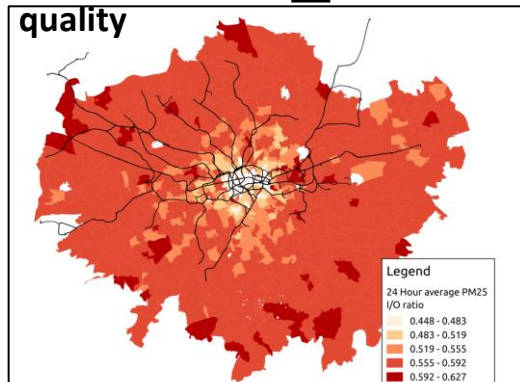 quality
Legend
24 Hour average PM25
I/O ratio
0.448 - 0.483
0.483 - 0.519
0.519 - 0.555
0.555 - 0.592
0.592 - 0.627